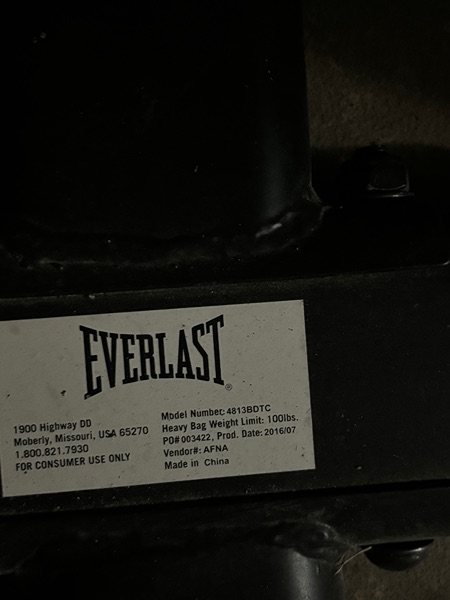 EVERLAST®
1900 Highway DD
Moberly, Missouri, USA 65270
1.800.821.7930
FOR CONSUMER USE ONLY
Model Number: 4813BDTC
Heavy Bag Weight Limit: 100lbs.
PO# 003422, Prod. Date: 2016/07
Vendor#: AFNA
Made in China